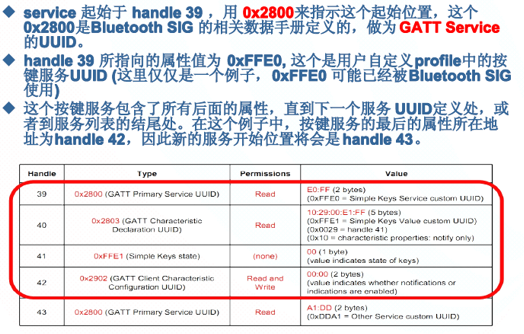 service 起始于 handle 39 ，用 0x2800来指示这个起始位置，这个
0x2800是Bluetooth SIG 的相关数据手册定义的，做为 GATT Service
的UUID。
handle 39 所指向的属性值为 0xFFE0, 这个是用户自定义profile中的按
键服务UUID (这里仅仅是一个例子，0xFFE0 可能已经被Bluetooth SIG
使用)
这个按键服务包含了所有后面的属性，直到下一个服务 UUID定义处，或
者到服务列表的结尾处。在这个例子中，按键服务的最后的属性所在地
址为handle 42，因此新的服务开始位置将会是handle 43。
Handle Type Permissions Value
39 0x2800 (GATT Primary Service UUID) Read E0:FF (2 bytes)
(0xFFE0 = Simple Keys Service custom UUID)
40 0x2803 (GATT Characteristic
Declaration UUID) Read 10:29:00:E1:FF (5 bytes)
(0xFFE1 = Simple Keys Value custom UUID)
(0x0029 = handle 41)
(0x10 = characteristic properties: notify only)
41 0xFFE1 (Simple Keys state) (none) 00 (1 byte)
(value indicates state of keys)
42 0x2902 (GATT Client Characteristic
Configuration UUID) Read and
Write 00:00 (2 bytes)
(value indicates whether notifications or
indications are enabled)
43 0x2800 (GATT Primary Service UUID) Read A1:DD (2 bytes)
(0xDDA1 = Other Service custom UUID)